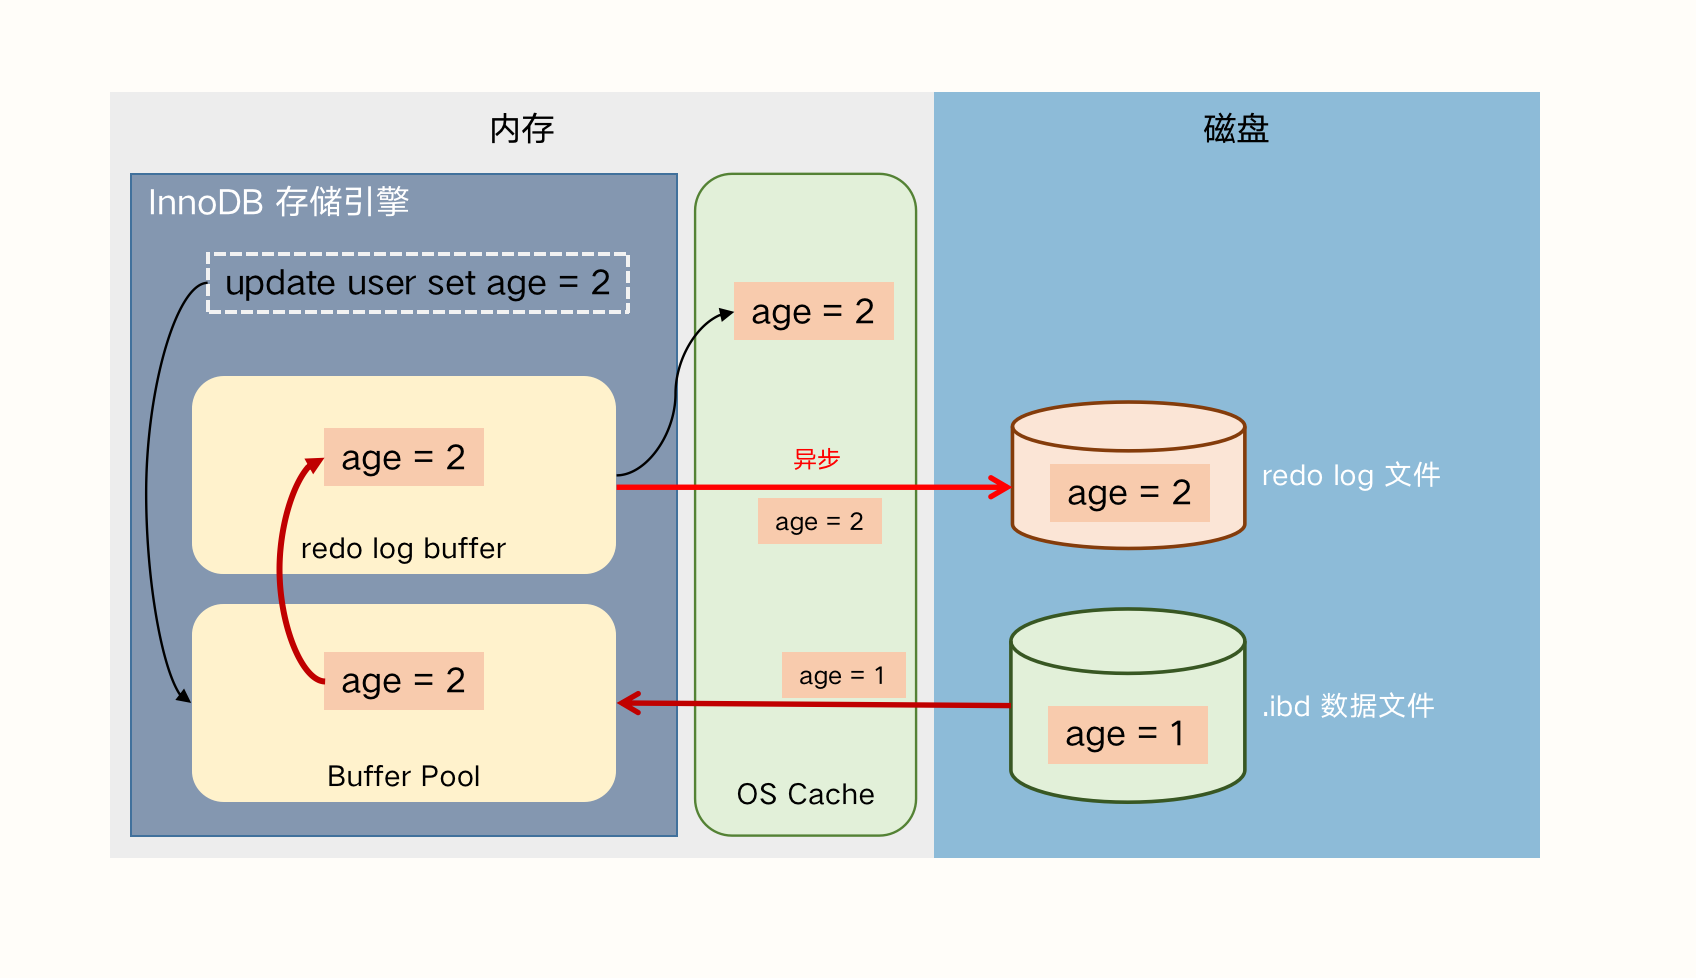 内存
磁盘
InnoDB 存储引擎
update user set age = 2
age = 2
age = 2
redo log buffer
异步
age = 2
age = 2
redo log 文件
age = 2
Buffer Pool
age = 1
OS Cache
age = 1
.ibd 数据文件